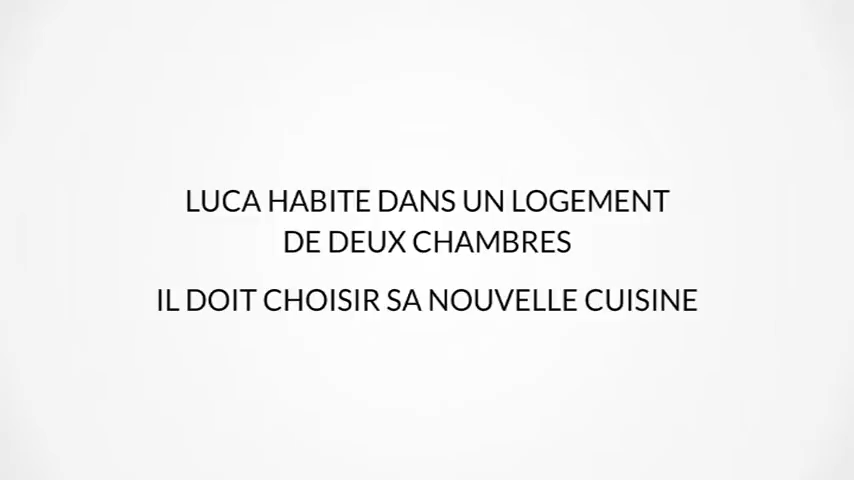 LUCA HABITE DANS UN LOGEMENT
DE DEUX CHAMBRES
IL DOIT CHOISIR SA NOUVELLE CUISINE